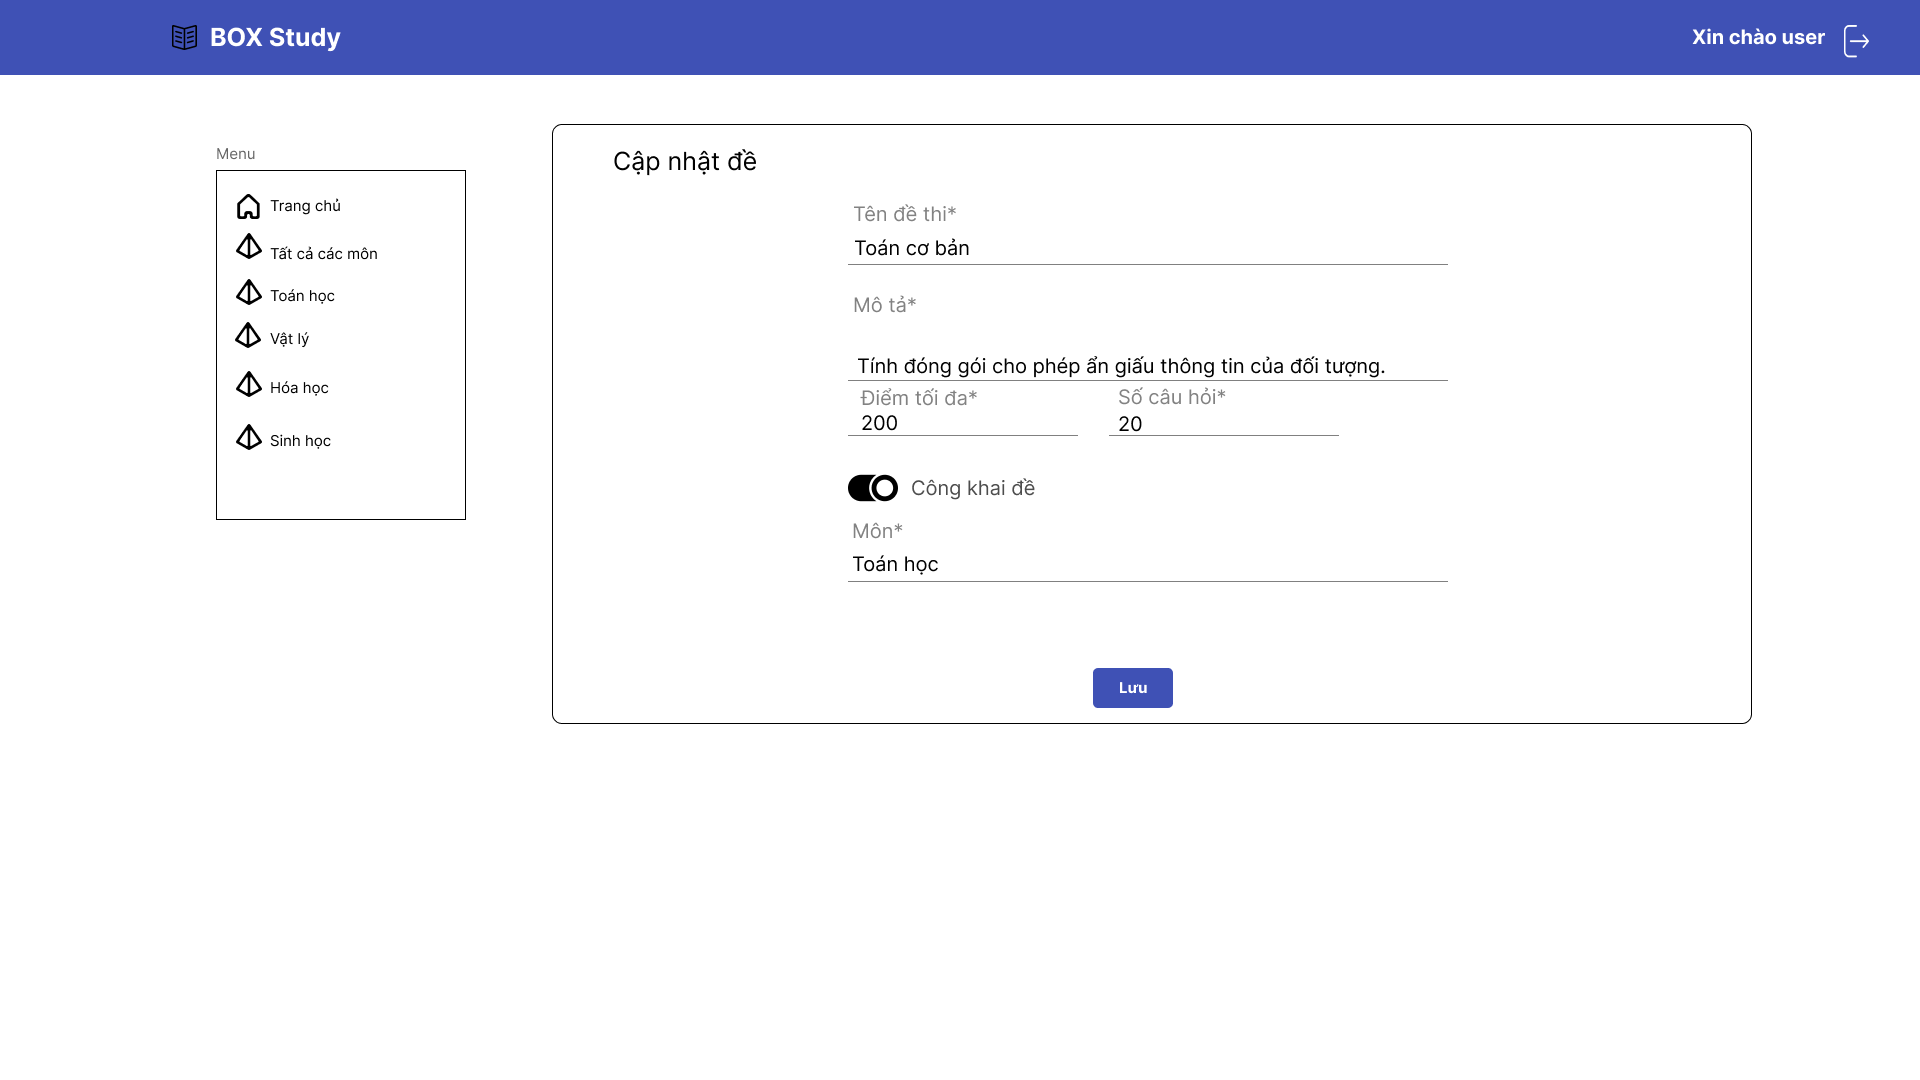 BOX Study
Xin chào user
Menu
Trang chủ
Tất cả các môn
Toán học
Vật lý
Hóa học
Sinh học
Cập nhật đề
Tên đề thi*
Toán cơ bản
Mô tả*
Tính đóng gói cho phép ẩn giấu thông tin của đối tượng.
Điểm tối đa*
200
Số câu hỏi*
20
Công khai đề
Môn*
Toán học
Lưu